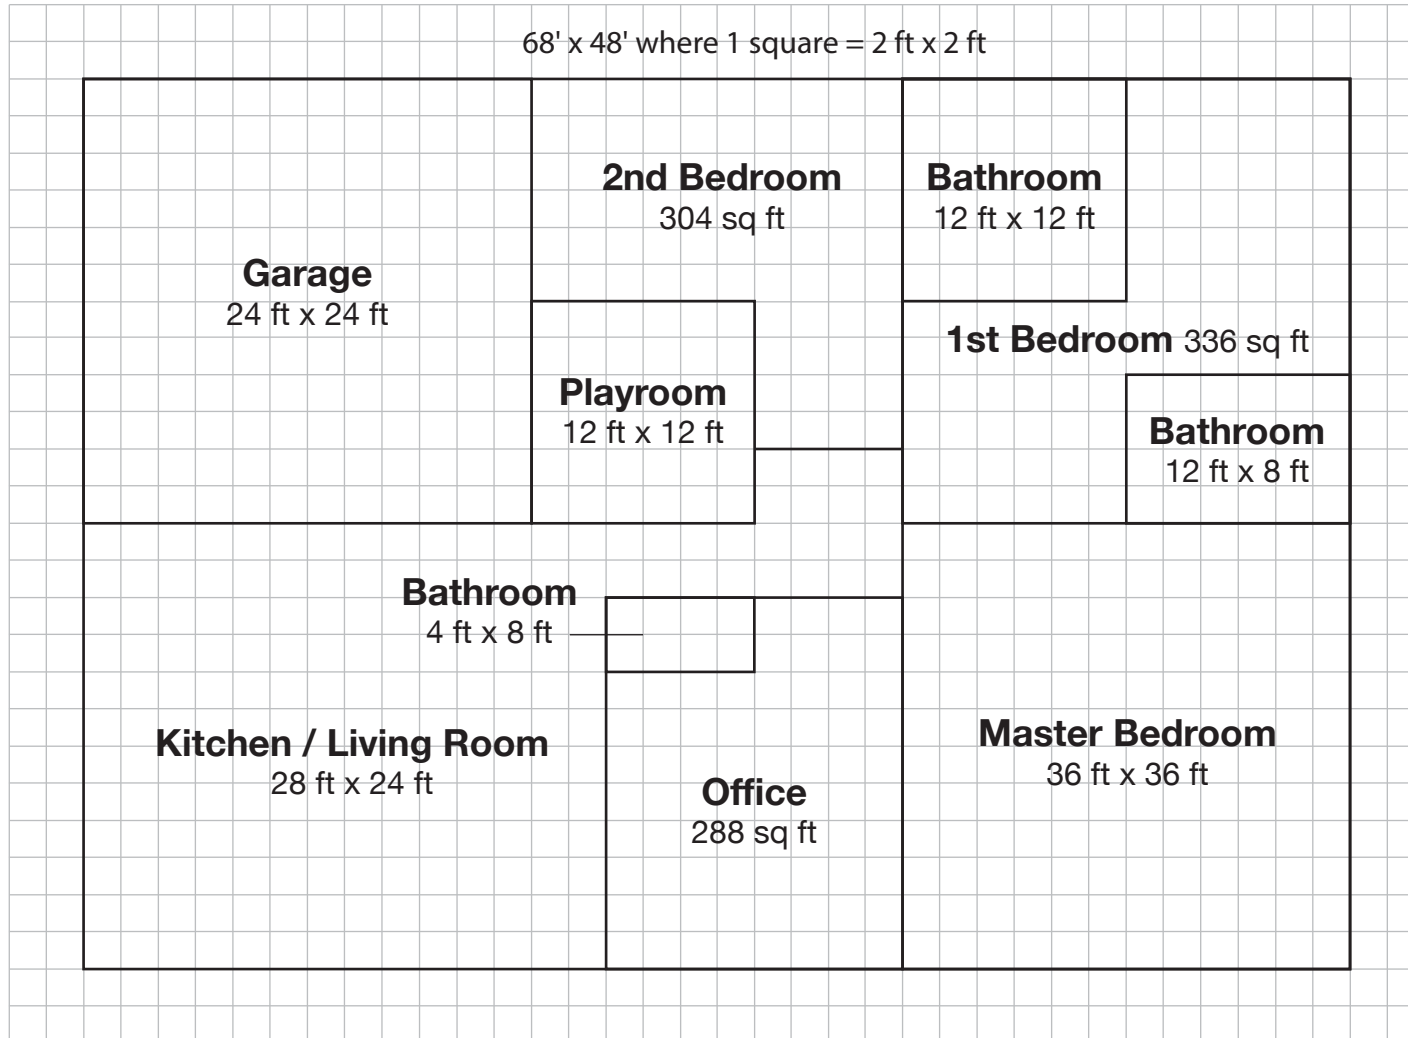 68' x 48' where 1 square = 2 ft x 2 ft
2nd Bedroom
304 sq ft
Bathroom
12 ft x 12 ft
Garage
24 ft x 24 ft
1st Bedroom 336 sq ft
Playroom
12 ft x 12 ft
Bathroom
12 ft x 8 ft
Bathroom
4 ft x 8 ft
Kitchen / Living Room
28 ft x 24 ft
Master Bedroom
36 ft x 36 ft
Office
288 sq ft